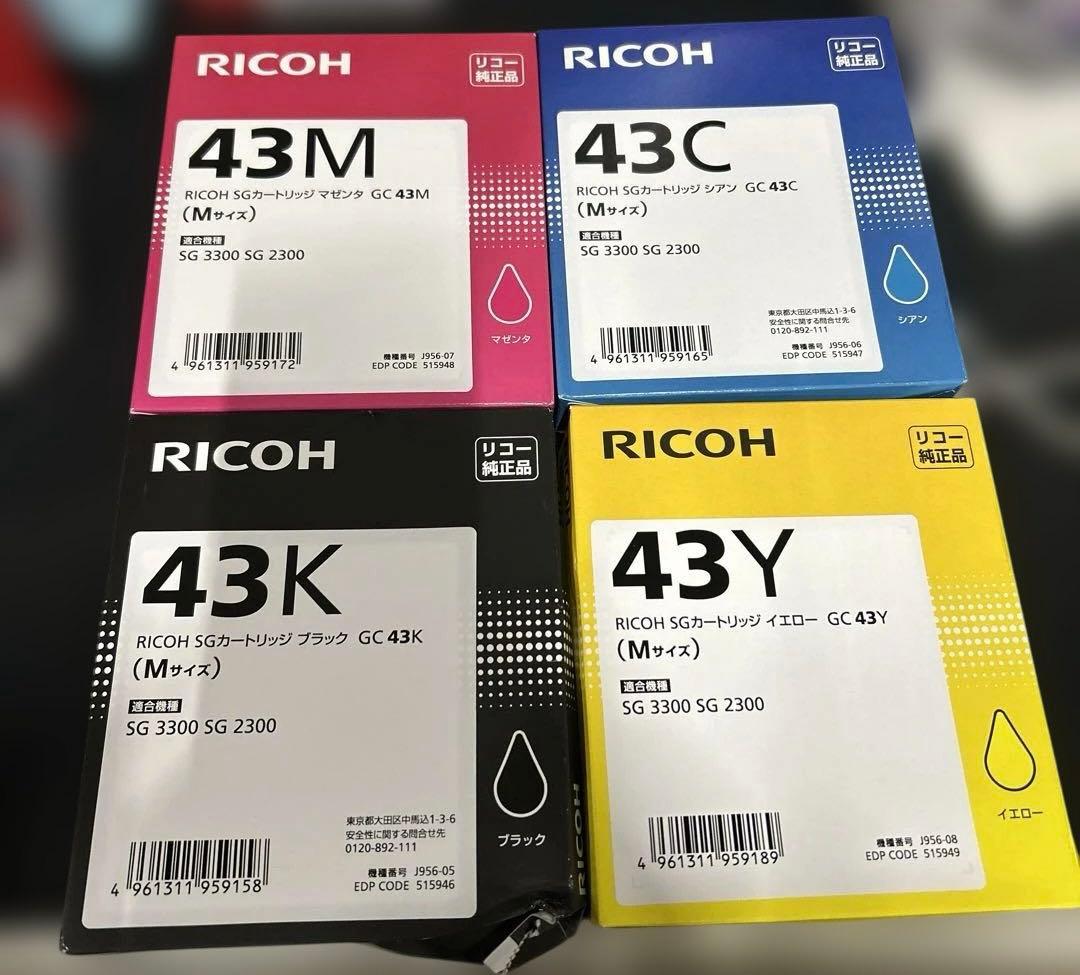 RICOH
リコー
純正品
43M
RICOH SGカートリッジ マゼンタ GC 43M
(Mサイズ)
適合機種
SG 3300 SG 2300
マゼンタ
4 961311 959172
機種番号 J956-07
EDP CODE 515948
RICOH
リコー
純正品
43C
RICOH SGカートリッジ シアン GC 43C
(Mサイズ)
適合機種
SG 3300 SG 2300
シアン
東京都大田区中馬込1-3-6
安全性に関する問合せ先
0120-892-111
4 961311 959165
機種番号 J956-06
EDP CODE 515947
RICOH
リコー
純正品
43K
RICOH SGカートリッジ ブラック GC 43K
(Mサイズ)
適合機種
SG 3300 SG 2300
ブラック
東京都大田区中馬込1-3-6
安全性に関する問合せ先
0120-892-111
4 961311 959158
機種番号 J956-05
EDP CODE 515946
RICOH
RICOH
リコー
純正品
43Y
RICOH SGカートリッジ イエロー GC 43Y
(Mサイズ)
適合機種
SG 3300 SG 2300
イエロー
4 961311 959189
機種番号 J956-08
EDP CODE 515949